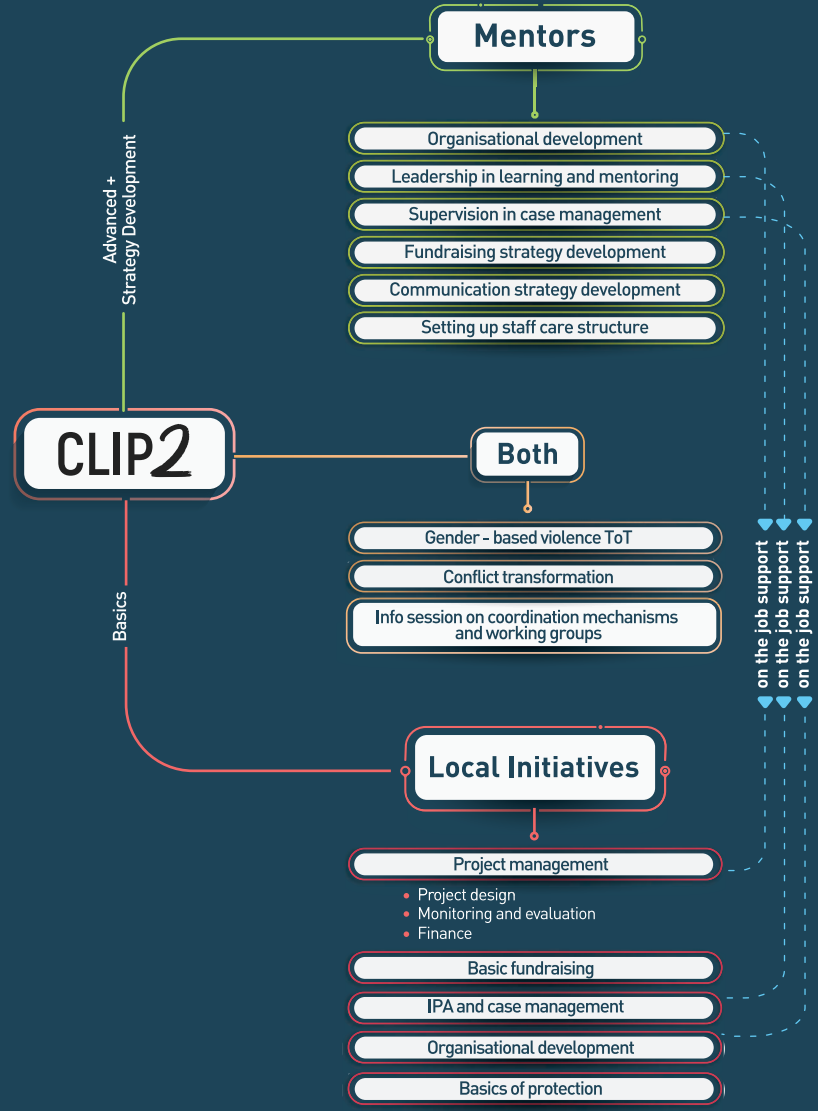 Mentors
Organisational development
Leadership in learning and mentoring
Supervision in case management
Fundraising strategy development
Communication strategy development
Setting up staff care structure
Advanced +
Strategy Development
CLIP2
Both
Gender - based violence ToT
Conflict transformation
Info session on coordination mechanisms
and working groups
on the job support
on the job support
on the job support
Basics
Local Initiatives
Project management
• Project design
• Monitoring and evaluation
• Finance
Basic fundraising
IPA and case management
Organisational development
Basics of protection